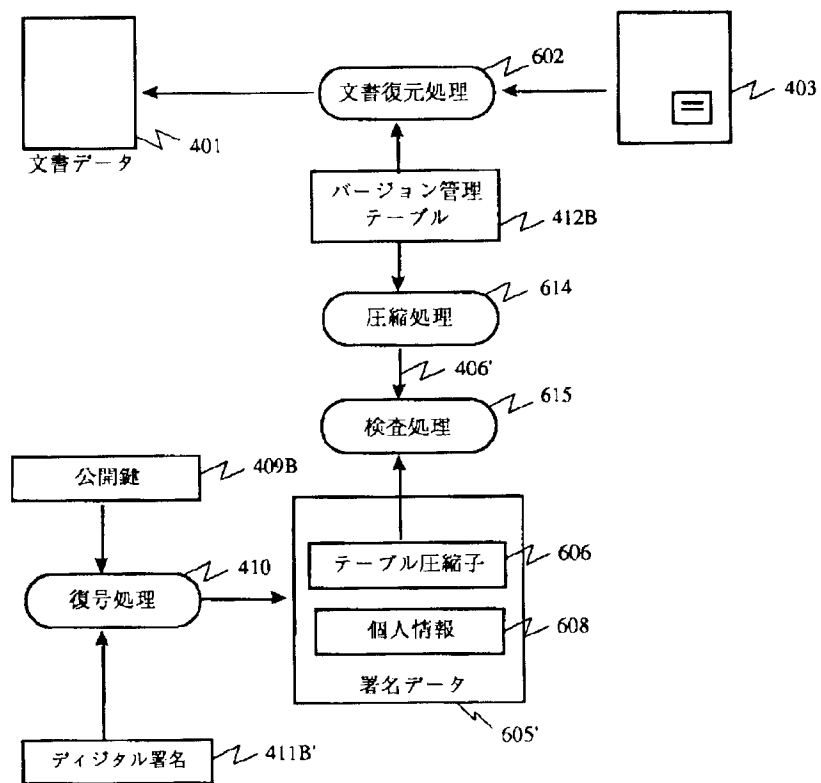 602
文書復元処理
403
401
文書データ
バージョン管理
テーブル
412B
614
圧縮処理
406'
615
検査処理
公開鍵
409B
410
復号処理
テーブル圧縮子
606
個人情報
608
署名データ
605'
ディジタル署名
411B'